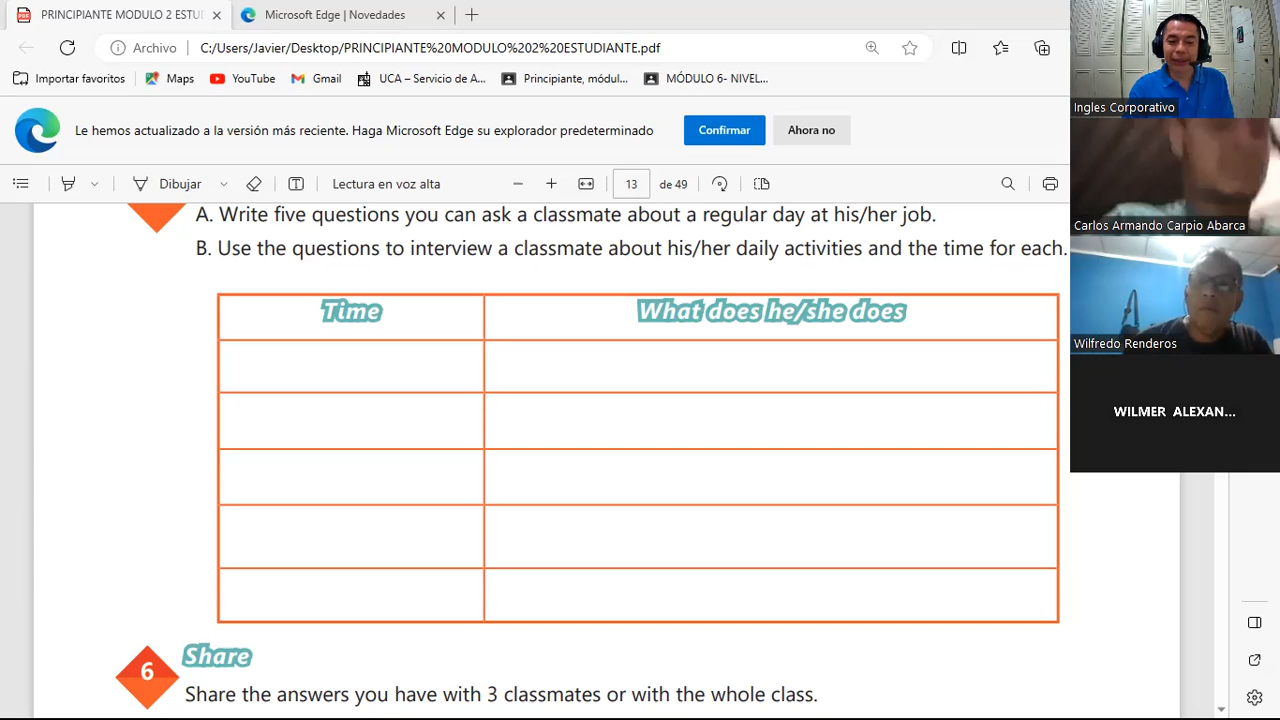 PRINCIPIANTE MODULO 2 ESTUI
Microsoft Edge | Novedades
Archivo
C:/Users/Javier/Desktop/PRINCIPIANTE%20MODULO%202%20ESTUDIANTE.pdf
Importar favoritos
Maps
YouTube
Gmail
UCA – Servicio de A...
Principiante, módul...
MÓDULO 6- NIVEL...
Le hemos actualizado a la versión más reciente. Haga Microsoft Edge su explorador predeterminado
Confirmar
Ahora no
Dibujar
Lectura en voz alta
13
de 49
A. Write five questions you can ask a classmate about a regular day at his/her job.
B. Use the questions to interview a classmate about his/her daily activities and the time for each.
Time
What does he/she does
6
Share
Share the answers you have with 3 classmates or with the whole class.
Ingles Corporativo
Carlos Armando Carpio Abarca
Wilfredo Renderos
WILMER ALEXAN...